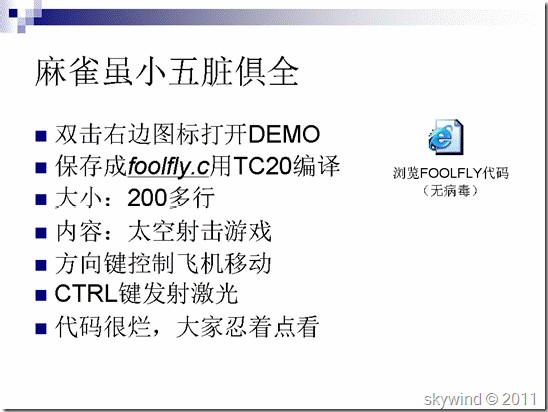 麻雀虽小五脏俱全
双击右边图标打开DEMO
保存成foolfly.c用TC20编译
大小：200多行
内容：太空射击游戏
方向键控制飞机移动
CTRL键发射激光
代码很烂，大家忍着点看
浏览FOOLFLY代码
（无病毒）
skywind © 2011